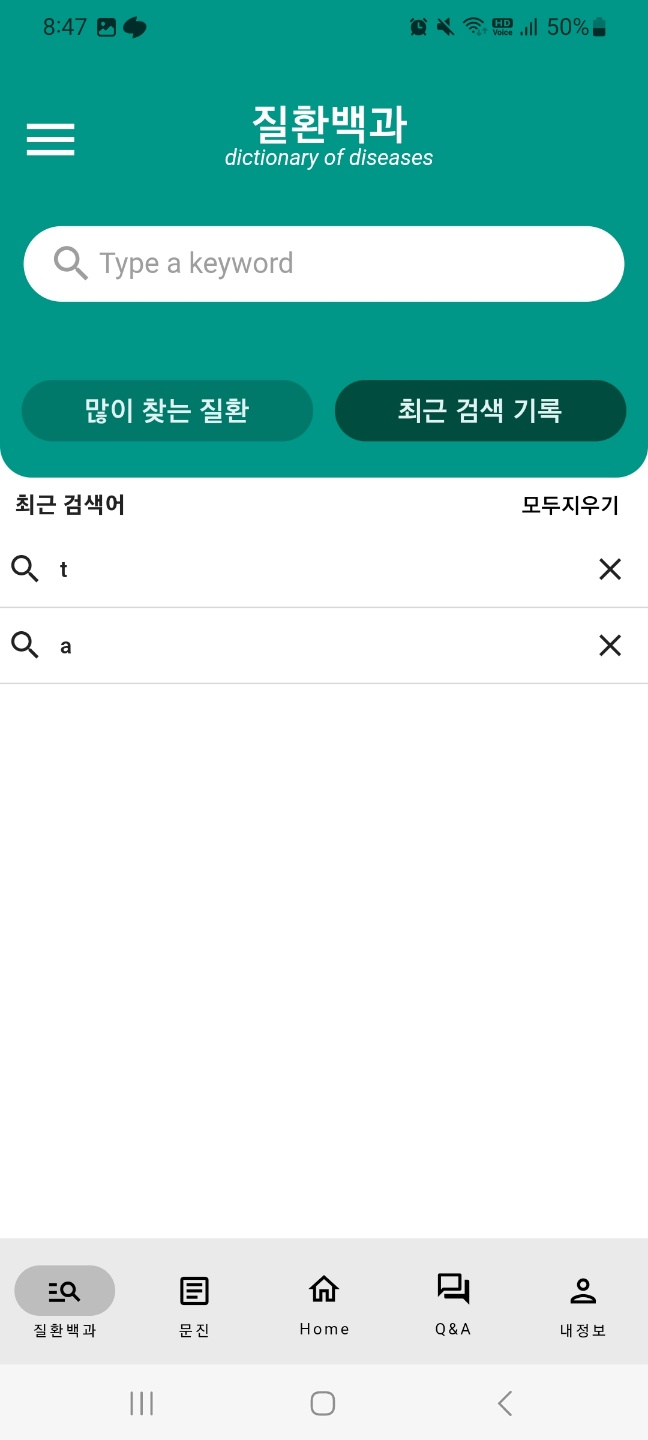 8:47
HD Voice
50%
질환백과
dictionary of diseases
Type a keyword
많이 찾는 질환
최근 검색 기록
최근 검색어
모두지우기
t
a
질환백과
문진
Home
Q&A
내정보